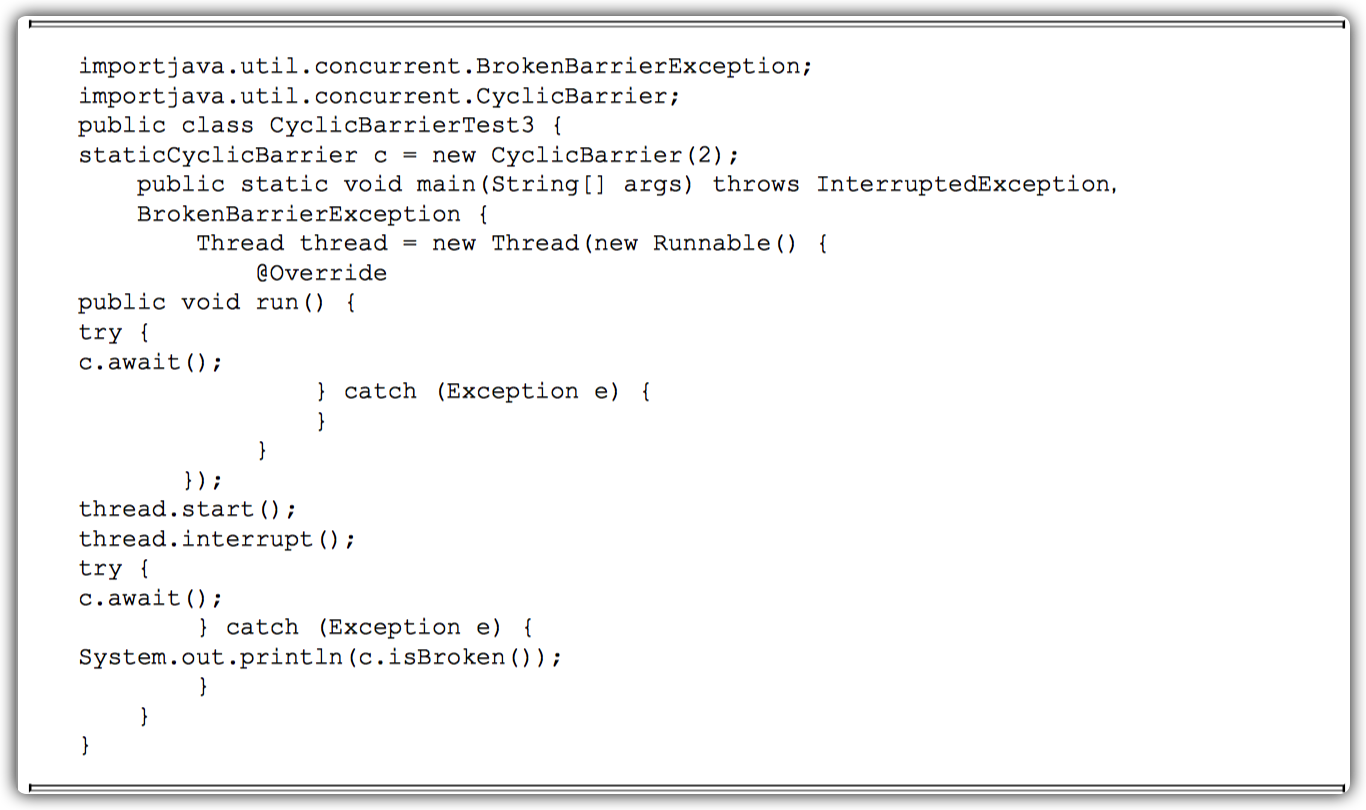 importjava.util.concurrent.BrokenBarrierException;
importjava.util.concurrent.CyclicBarrier;
public class CyclicBarrierTest3 {
staticCyclicBarrier c = new CyclicBarrier(2);
    public static void main(String[] args) throws InterruptedException,
    BrokenBarrierException {
        Thread thread = new Thread(new Runnable() {
            @Override
public void run() {
try {
c.await();
                } catch (Exception e) {
                }
            }
       });
thread.start();
thread.interrupt();
try {
c.await();
        } catch (Exception e) {
System.out.println(c.isBroken());
        }
    }
}